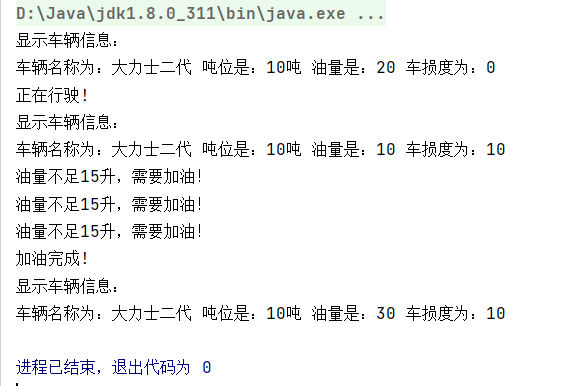 D:\Java\jdk1.8.0_311\bin\java.exe ...
显示车辆信息：
车辆名称为：大力士二代 吨位是：10吨 油量是：20 车损度为：0
正在行驶！
显示车辆信息：
车辆名称为：大力士二代 吨位是：10吨 油量是：10 车损度为：10
油量不足15升，需要加油！
油量不足15升，需要加油！
油量不足15升，需要加油！
加油完成！
显示车辆信息：
车辆名称为：大力士二代 吨位是：10吨 油量是：30 车损度为：10
进程已结束，退出代码为 0